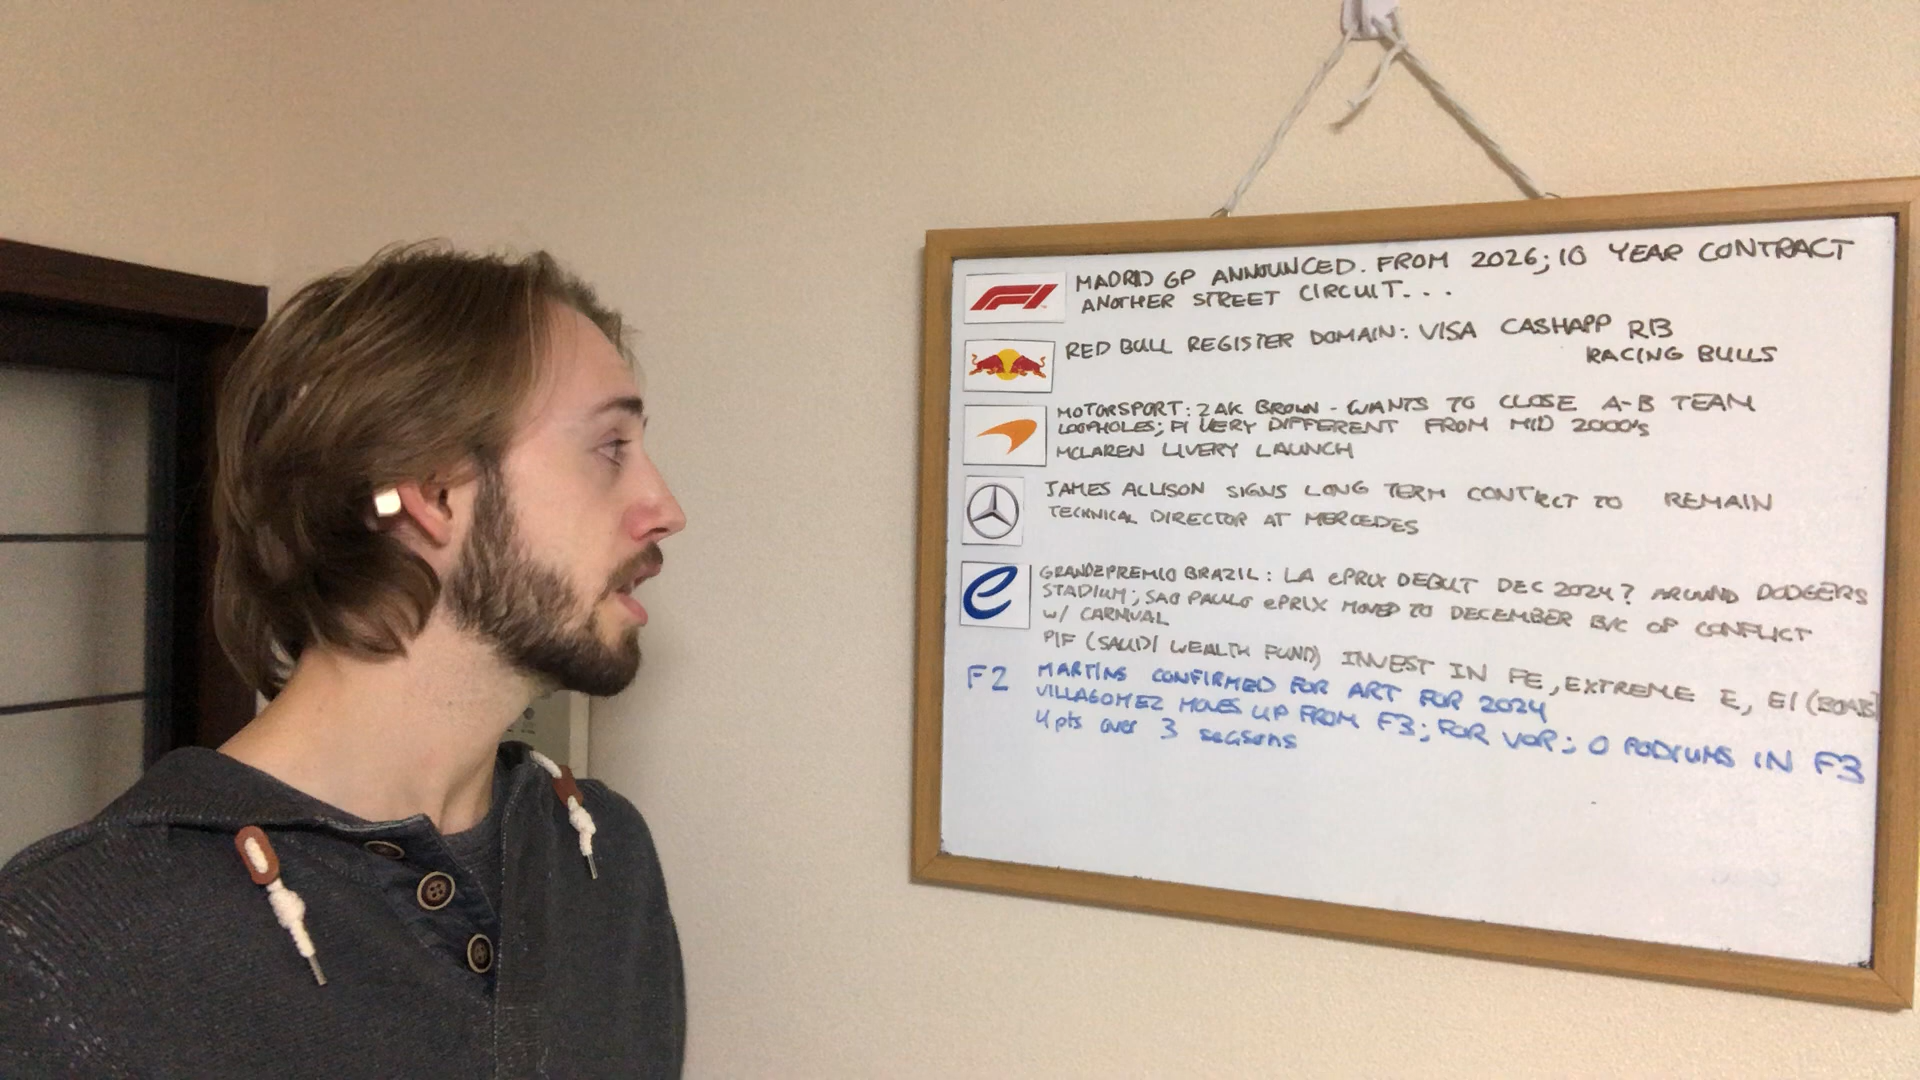 F1
MADRID GP ANNOUNCED. FROM 2026; 10 YEAR CONTRACT
ANOTHER STREET CIRCUIT...
RED BULL REGISTER DOMAIN: VISA CASHAPP RB
RACING BULLS
MOTORSPORT: ZAK BROWN - WANTS TO CLOSE A-B TEAM
LOOPHOLES; F1 VERY DIFFERENT FROM MID 2000's
MCLAREN LIVERY LAUNCH
JAMES ALLISON SIGNS LONG TERM CONTRCT TO REMAIN
TECHNICAL DIRECTOR AT MERCEDES
GRANDEPREMIO BRAZIL: LA ePRIX DEBUT DEC 2024? AROUND DODGERS
STADIUM; SAO PAULO ePRIX MOVED TO DECEMBER B/C OF CONFLICT
W/ CARNIVAL
PIF (SAUDI WEALTH FUND) INVEST IN FE, EXTREME E, E1 (BOAB
F2 MARTINS CONFIRMED FOR ART FOR 2024
VILLAGOMEZ MOVES UP FROM F3; FOR VAR; 0 PODIUMS IN F3
4pts over 3 seasons